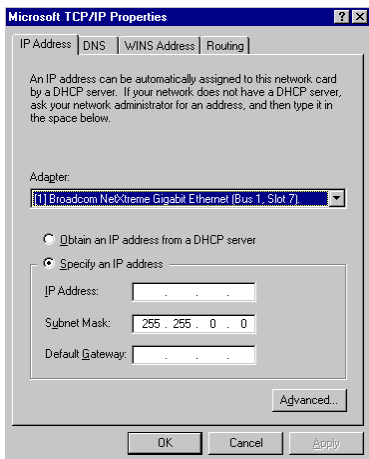 Microsoft TCP/IP Properties
IP Address DNS WINS Address Routing
An IP address can be automatically assigned to this network card
by a DHCP server. If your network does not have a DHCP server,
ask your network administrator for an address, and then type it in
the space below.
Adapter:
[1] Broadcom NetXtreme Gigabit Ethernet (Bus 1, Slot 7).
Obtain an IP address from a DHCP server
Specify an IP address
IP Address: . . .
Subnet Mask: 255 . 255 . 0 . 0
Default Gateway: . . .
Advanced...
OK Cancel Apply